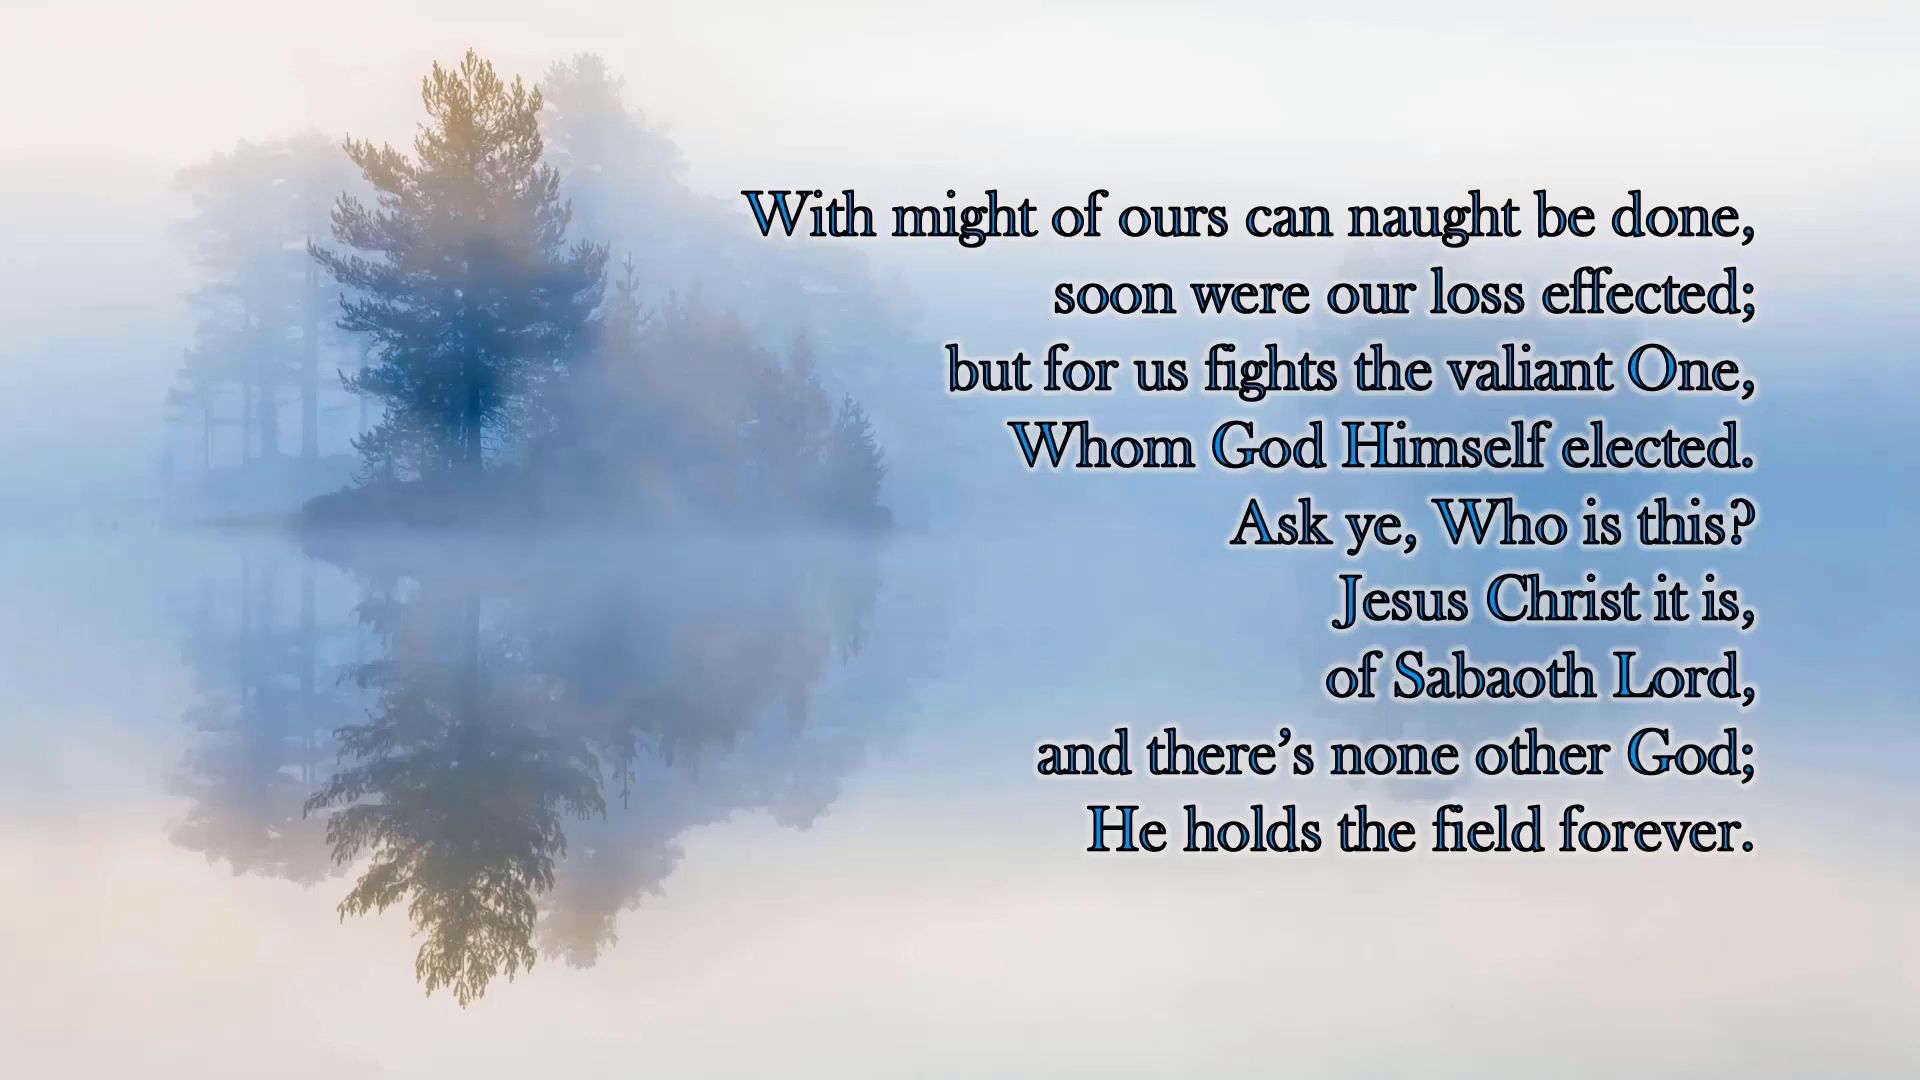 With might of ours can naught be done,
soon were our loss effected;
but for us fights the valiant One,
Whom God Himself elected.
Ask ye, Who is this?
Jesus Christ it is,
of Sabaoth Lord,
and there’s none other God;
He holds the field forever.